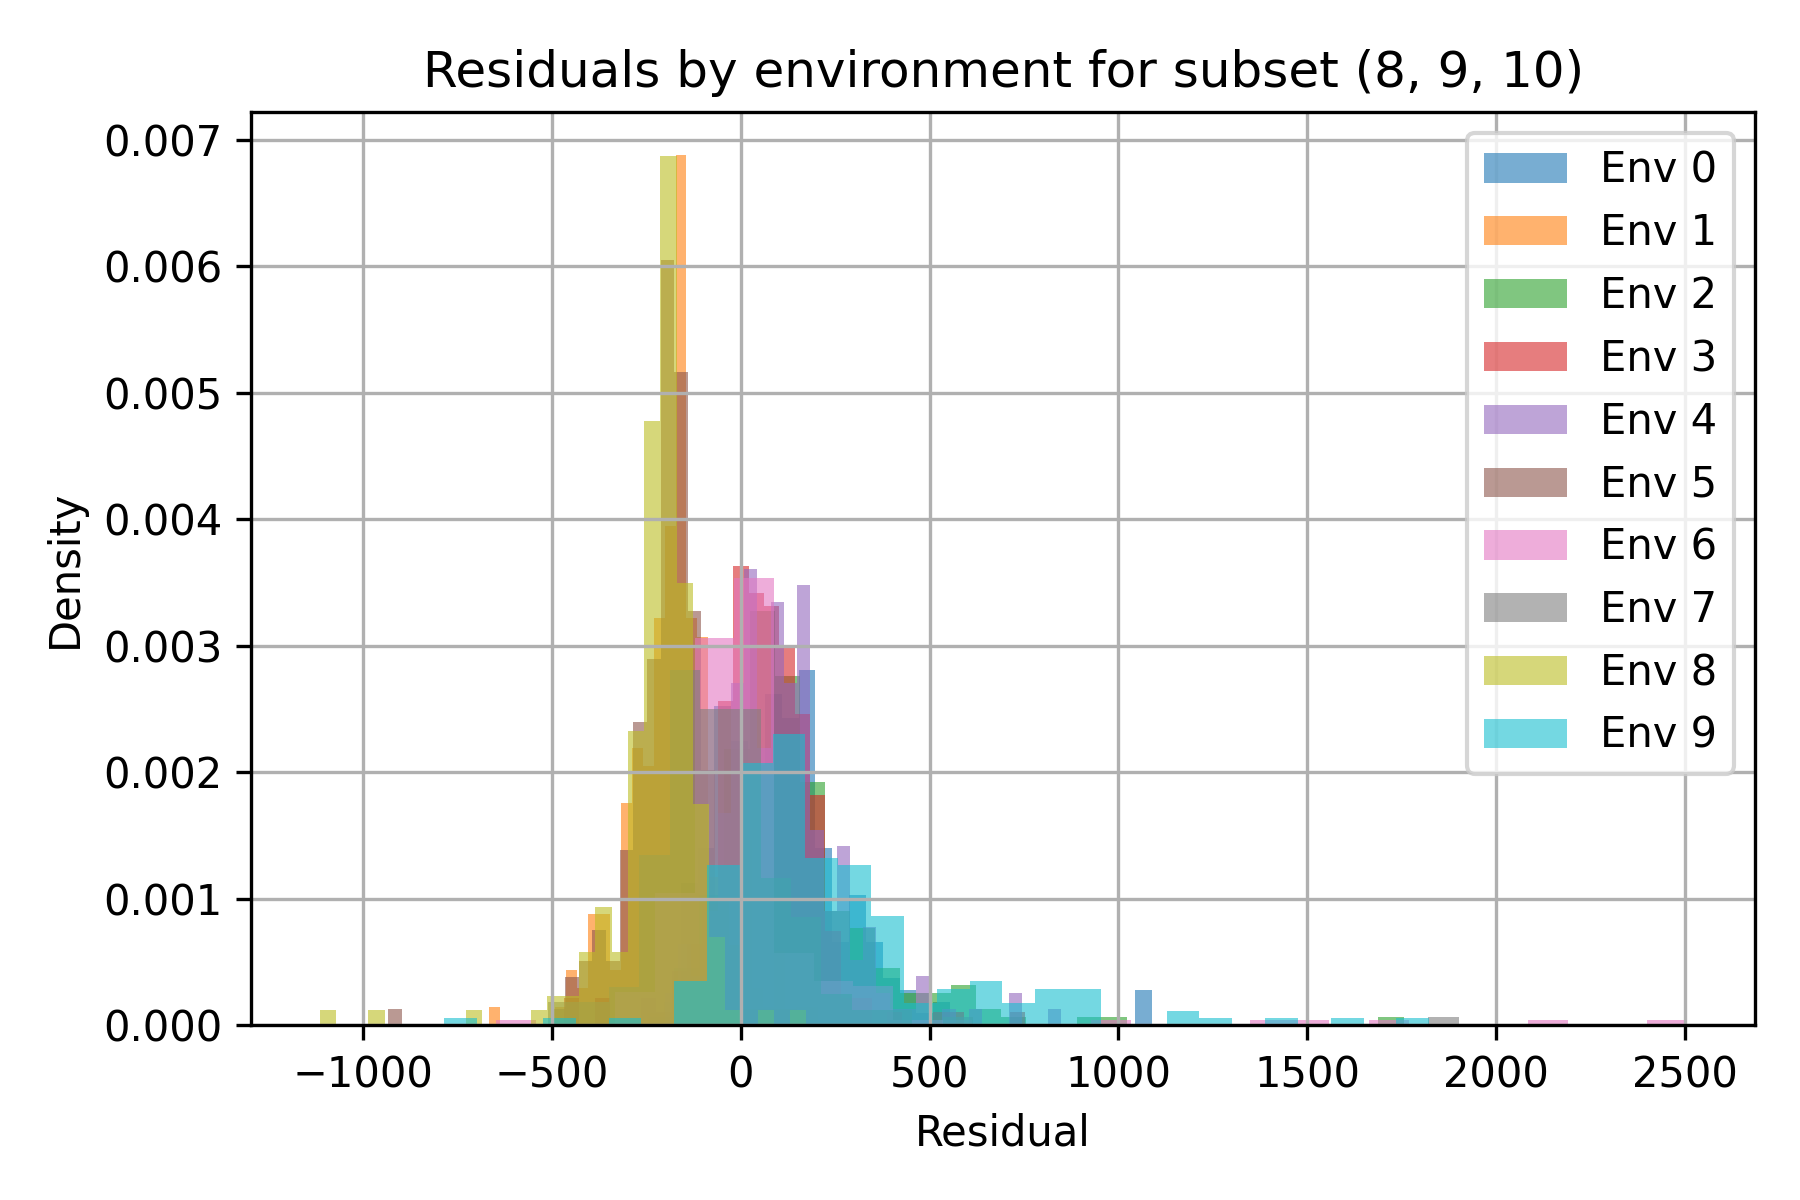 Residuals by environment for subset (8, 9, 10)
0.007
0.006
0.005
0.004
0.003
0.002
0.001
0.000
Density
−1000 −500 0 500 1000 1500 2000 2500
Residual
Env 0
Env 1
Env 2
Env 3
Env 4
Env 5
Env 6
Env 7
Env 8
Env 9